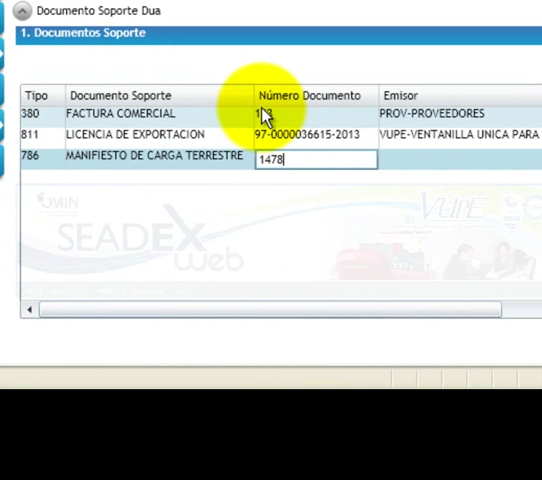 Documento Soporte Dua
1. Documentos Soporte
Tipo Documento Soporte Número Documento Emisor
380 FACTURA COMERCIAL PROV-PROVEEDORES
811 LICENCIA DE EXPORTACION 97-0000036615-2013 VUPE-VENTANILLA UNICA PARA
786 MANIFIESTO DE CARGA TERRESTRE 1478
VUPE
SEADEX
Web